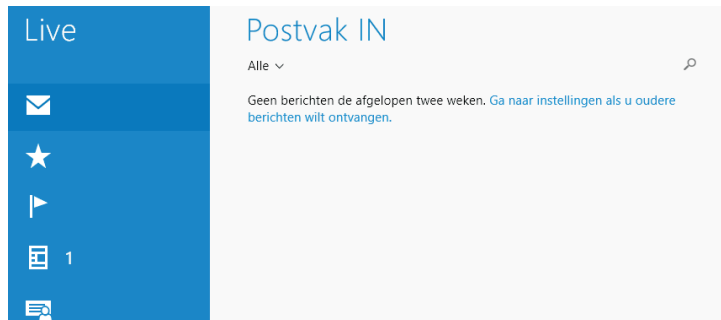 Live
Postvak IN
Alle
Geen berichten de afgelopen twee weken. Ga naar instellingen als u oudere
berichten wilt ontvangen.
1